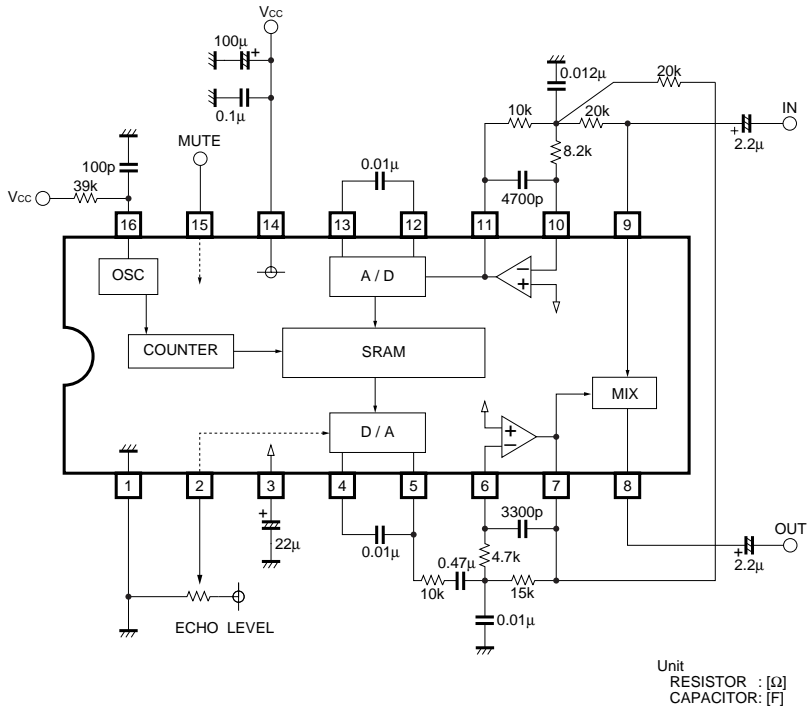 VCC
100μ
+
0.1μ
MUTE
100p
VCC
39k
0.01μ
0.012μ
20k
10k
20k
IN
+
2.2μ
8.2k
4700p
16
15
14
13
12
11
10
9
OSC
A / D
−
+
COUNTER
SRAM
MIX
D / A
+
−
1
2
3
4
5
6
7
8
+
22μ
0.01μ
3300p
OUT
+
2.2μ
4.7k
0.47μ
10k
15k
0.01μ
ECHO LEVEL
Unit
RESISTOR : [Ω]
CAPACITOR: [F]